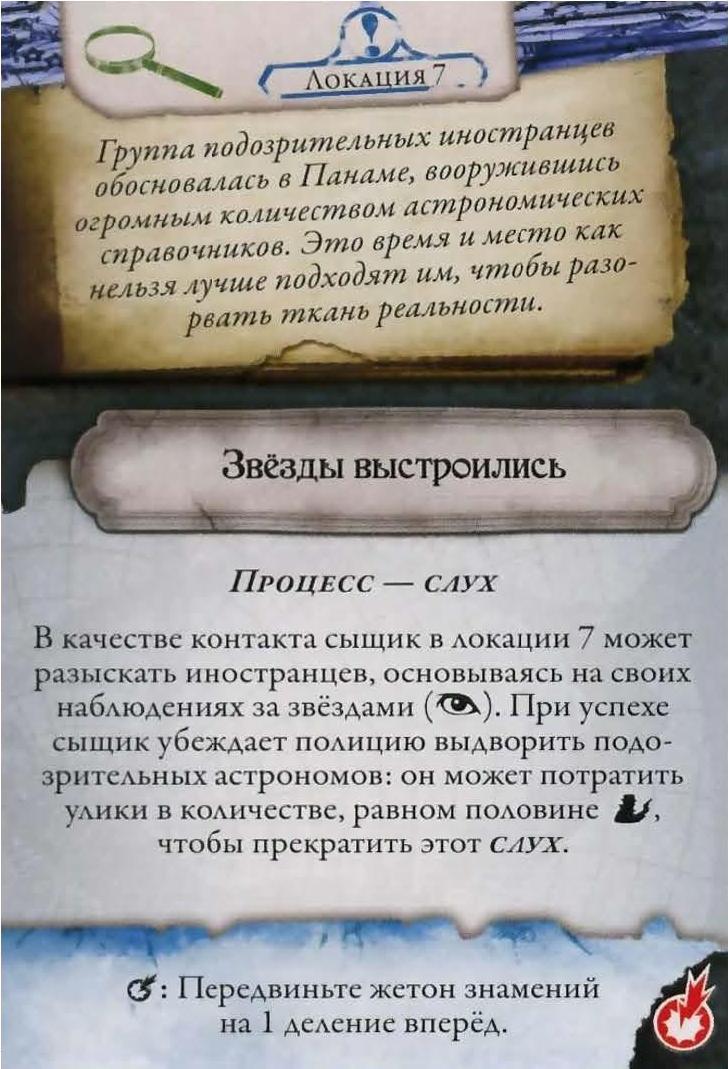 Локация 7
Группа подозрительных иностранцев
обосновалась в Панаме, вооружившись
огромным количеством астрономических
справочников. Это время и место как
нельзя лучше подходят им, чтобы разо-
рвать ткань реальности.
Звёзды выстроились
Процесс — слух
В качестве контакта сыщик в локации 7 может
разыскать иностранцев, основываясь на своих
наблюдениях за звёздами ( ). При успехе
сыщик убеждает полицию выдворить подо-
зрительных астрономов: он может потратить
улики в количестве, равном половине ,
чтобы прекратить этот СЛУХ.
: Передвиньте жетон знамений
на 1 деление вперёд.